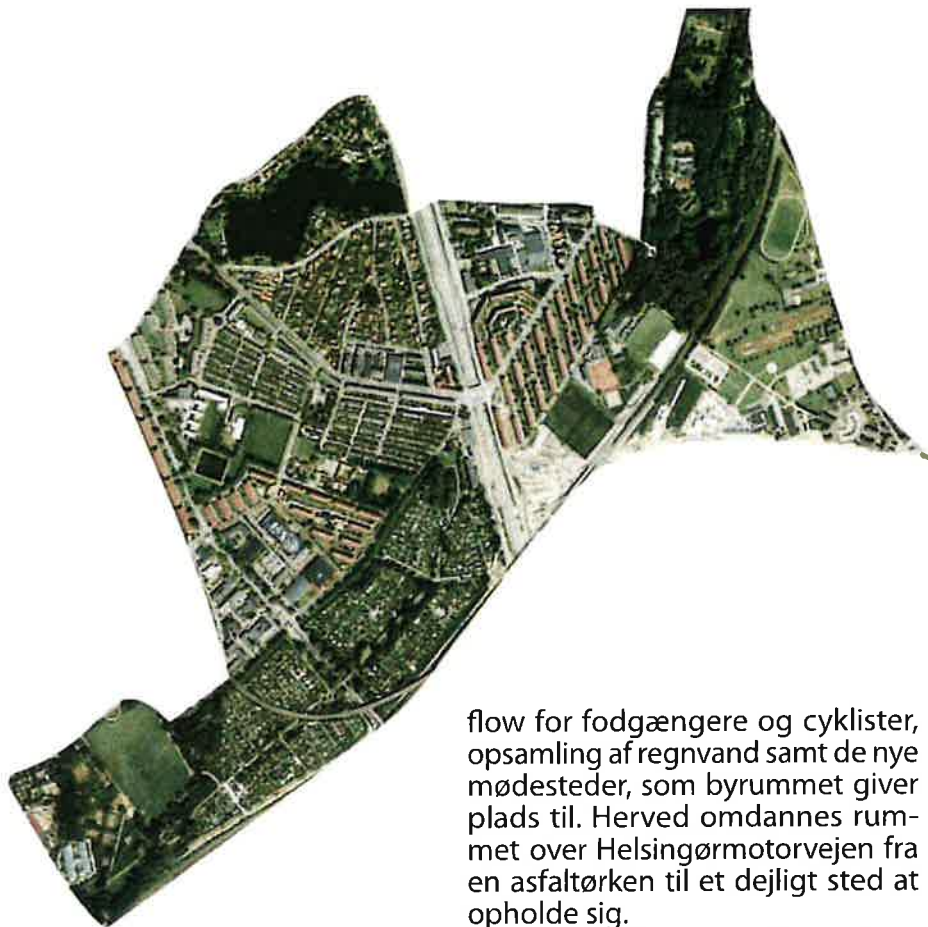 flow for fodgængere og cyklister,
opsamling af regnvand samt de nye
mødesteder, som byrummet giver
plads til. Herved omdannes rum-
met over Helsingørmotorvejen fra
en asfaltørken til et dejligt sted at
opholde sig.